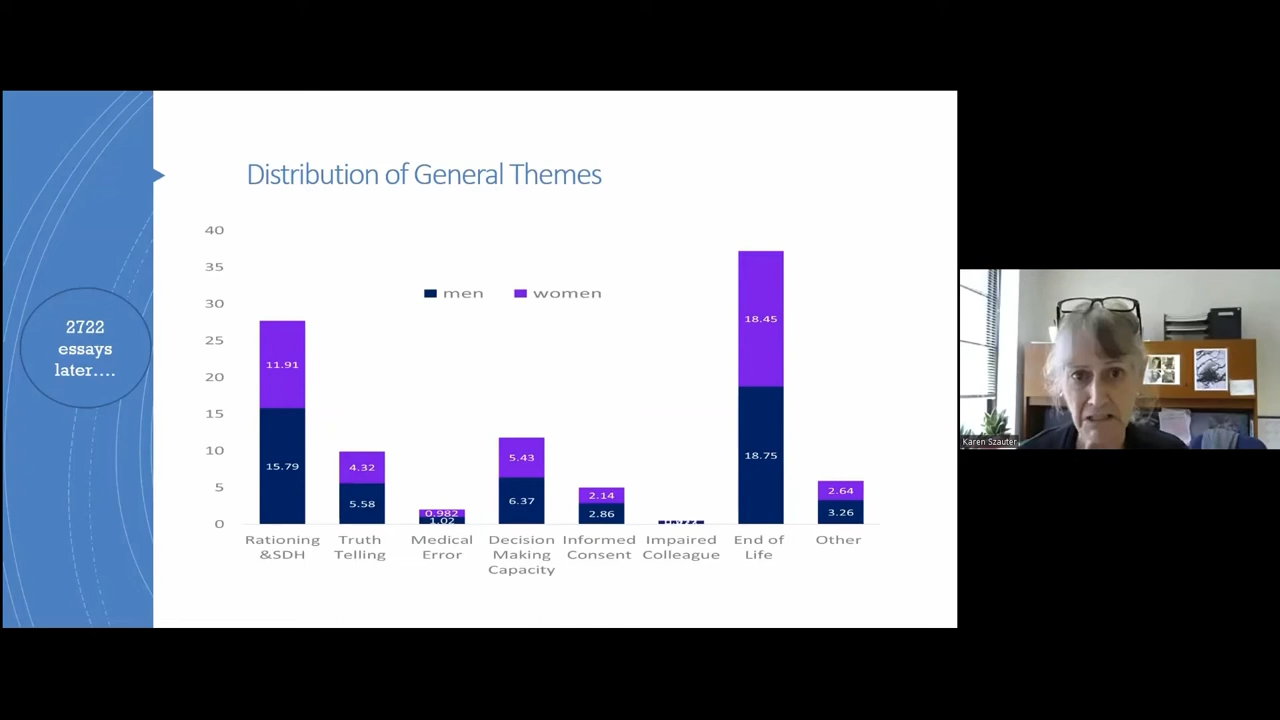 Distribution of General Themes
2722
essays
later....
40
35
30
25
20
15
10
5
0
men
women
11.91
15.79
4.32
5.58
0.982
1.02
5.43
6.37
2.14
2.86
18.45
18.75
2.64
3.26
Rationing
&SDH
Truth
Telling
Medical
Error
Decision
Making
Capacity
Informed
Consent
Impaired
Colleague
End of
Life
Other
Karen Szauter